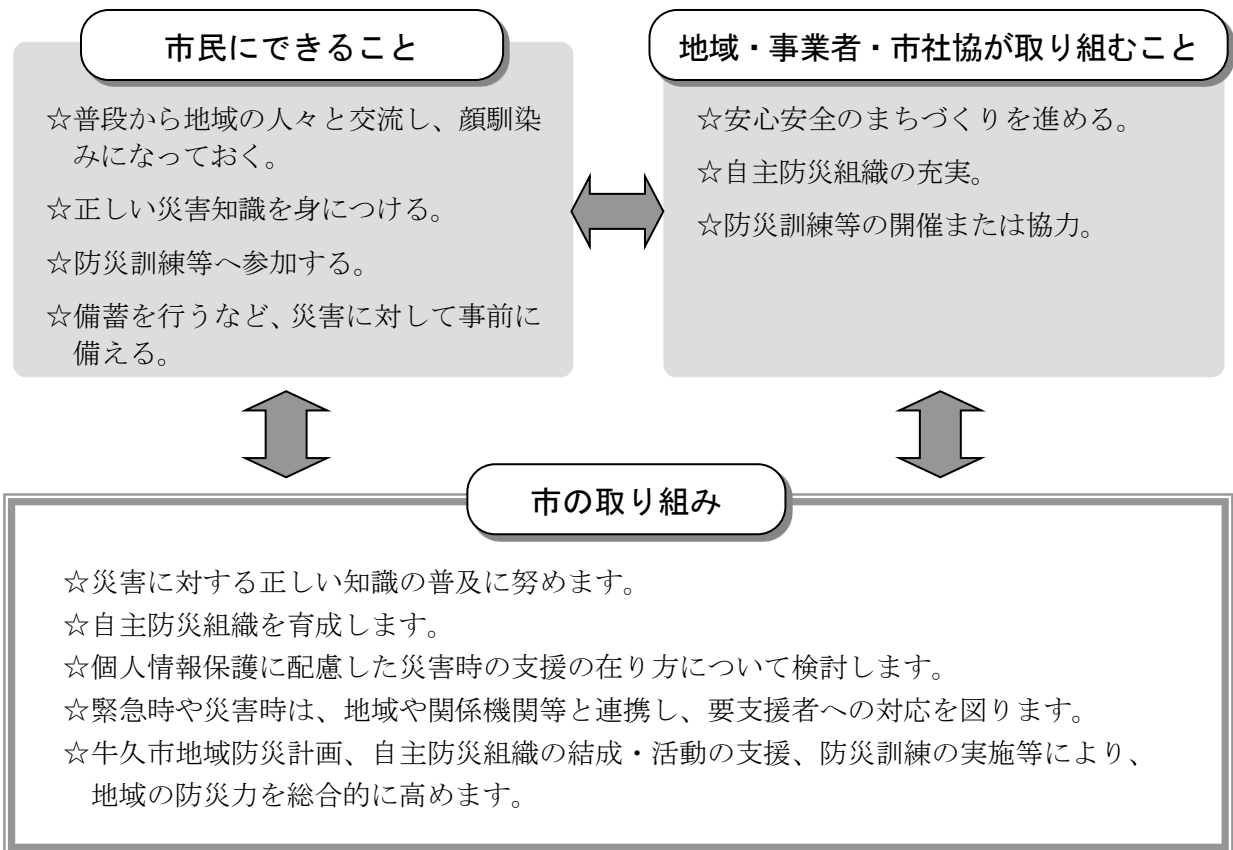 市民にできること
☆普段から地域の人々と交流し、顔馴染
みになっておく。
☆正しい災害知識を身につける。
☆防災訓練等へ参加する。
☆備蓄を行うなど、災害に対して事前に
備える。
地域・事業者・市社協が取り組むこと
☆安心安全のまちづくりを進める。
☆自主防災組織の充実。
☆防災訓練等の開催または協力。
市の取り組み
☆災害に対する正しい知識の普及に努めます。
☆自主防災組織を育成します。
☆個人情報保護に配慮した災害時の支援の在り方について検討します。
☆緊急時や災害時は、地域や関係機関等と連携し、要支援者への対応を図ります。
☆牛久市地域防災計画、自主防災組織の結成・活動の支援、防災訓練の実施等により、
地域の防災力を総合的に高めます。